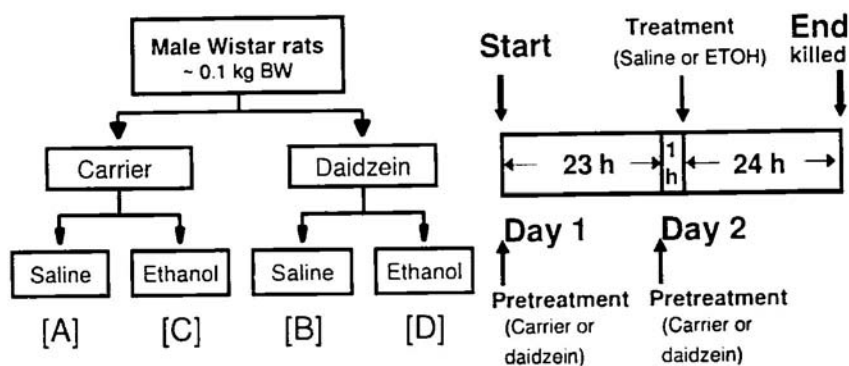 Male Wistar rats
~ 0.1 kg BW
Carrier
Daidzein
Saline
Ethanol
Saline
Ethanol
[A]
[C]
[B]
[D]
Start
Treatment
(Saline or ETOH)
End
killed
23 h
1
h
24 h
Day 1
Day 2
Pretreatment
(Carrier or
daidzein)
Pretreatment
(Carrier or
daidzein)